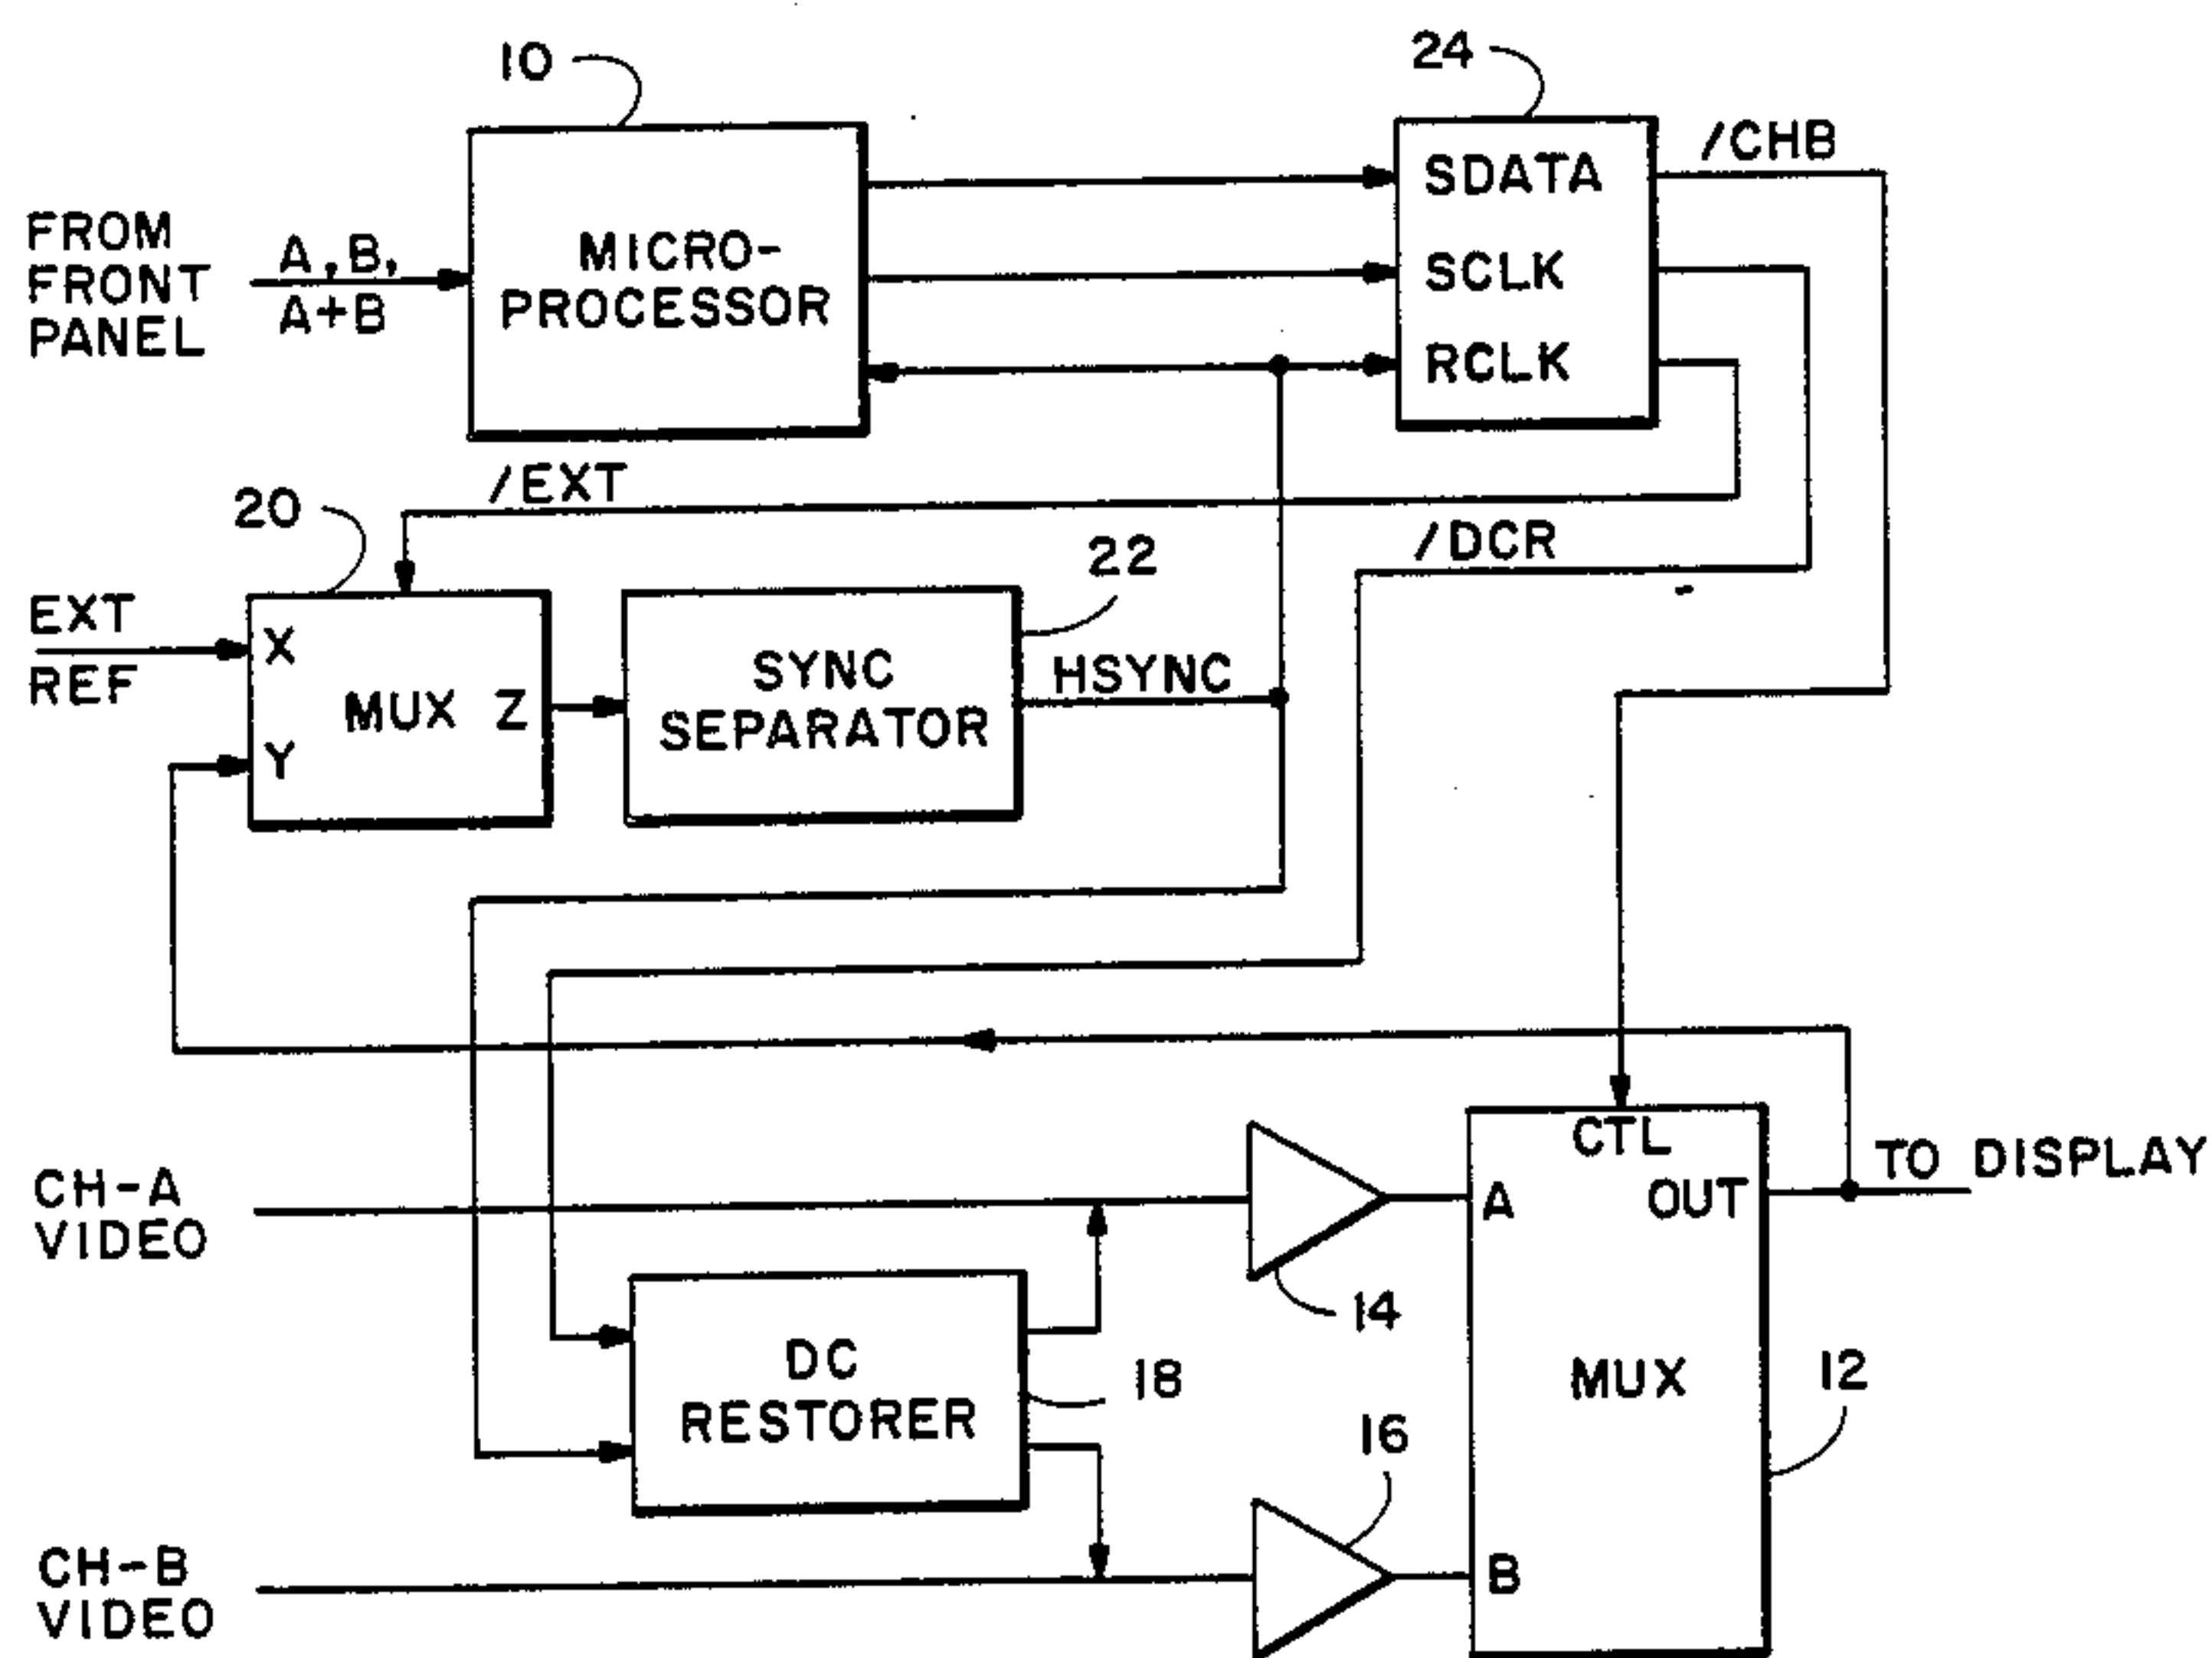 10
24
/CHB
SDATA
SCLK
RCLK
FROM
FRONT
PANEL
A,B,
A+B
MICRO-
PROCESSOR
/EXT
20
/DCR
22
EXT
REF
X
MUX Z
Y
SYNC
SEPARATOR
HSYNC
CH-A
VIDEO
CTL
OUT
TO DISPLAY
A
14
DC
RESTORER
18
MUX
12
16
CH-B
VIDEO
B